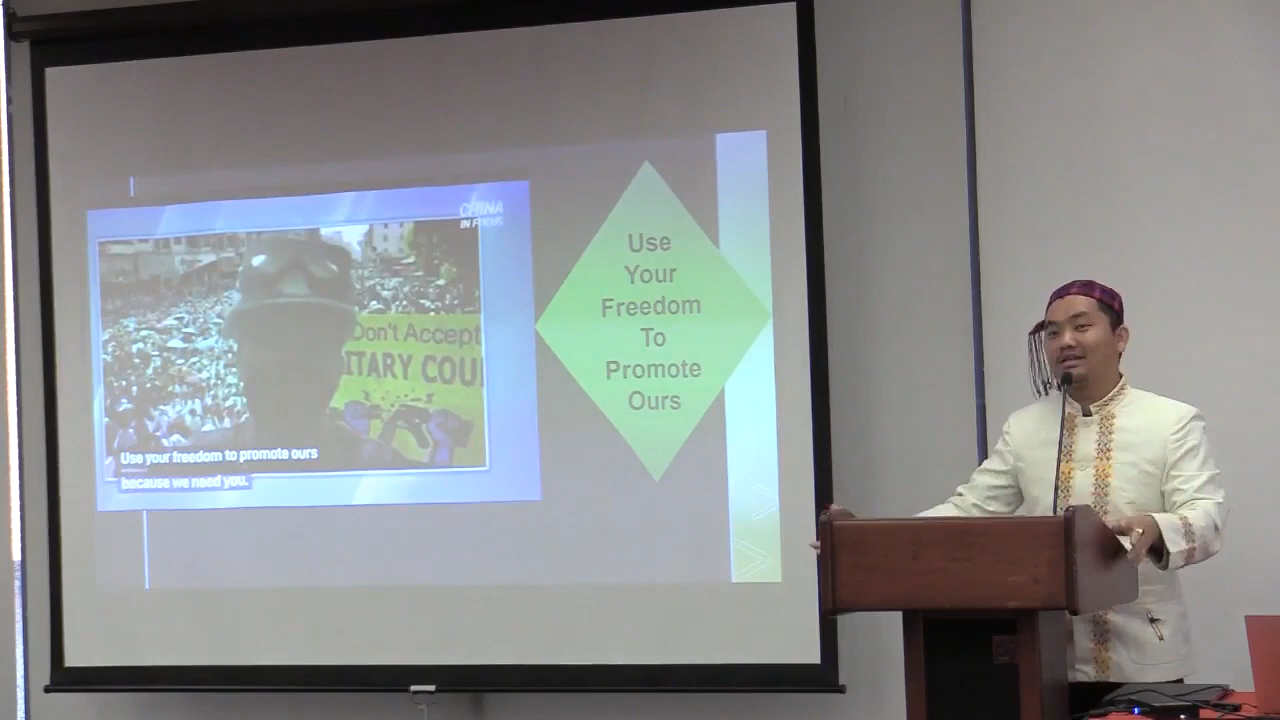 CHINA
IN FOCUS
Don't Accept
ITARY COU
Use your freedom to promote ours
because we need you.
Use
Your
Freedom
To
Promote
Ours